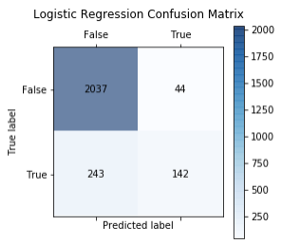 Logistic Regression Confusion Matrix
False True
False 2037 44
True 243 142
True label
Predicted label
2000
1750
1500
1250
1000
750
500
250